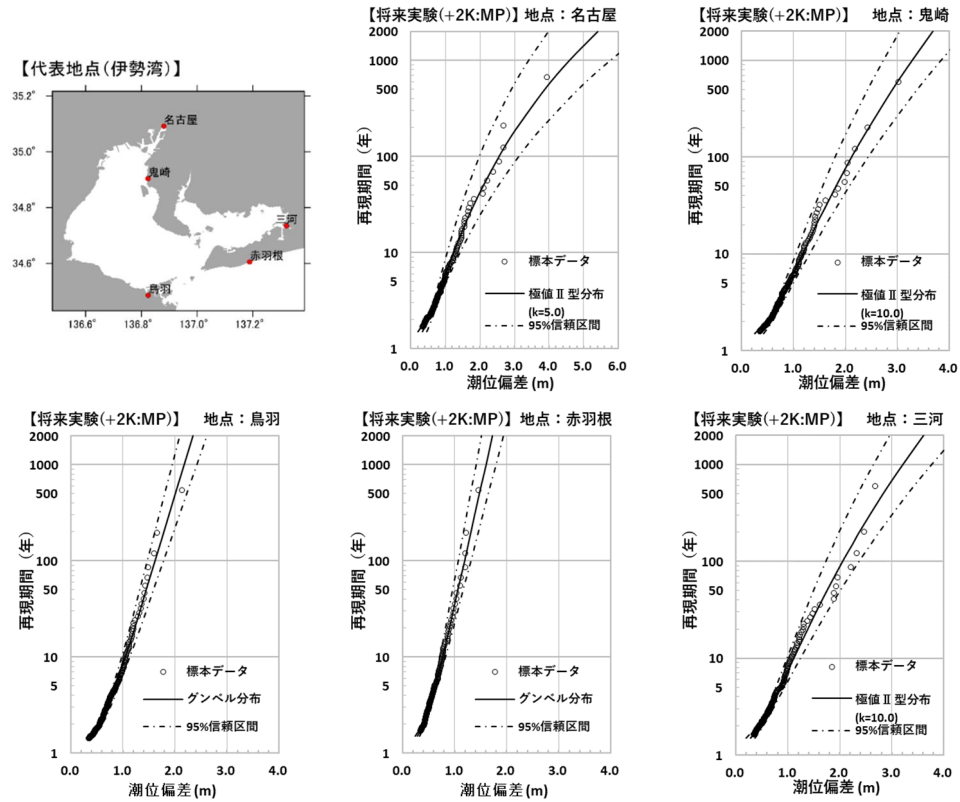 【代表地点(伊勢湾)】
35.2°
35.0°
34.8°
34.6°
136.6°
136.8°
137.0°
137.2°
名古屋
鬼崎
三河
赤羽根
鳥羽
【将来実験(+2K:MP)】地点：名古屋
再現期間（年）
2000
1000
500
100
50
10
5
1
標本データ
極値Ⅱ型分布
(k=5.0)
95%信頼区間
0.0 1.0 2.0 3.0 4.0 5.0 6.0
潮位偏差(m)
【将来実験(+2K:MP)】 地点：鬼崎
再現期間（年）
2000
1000
500
100
50
10
5
1
標本データ
極値Ⅱ型分布
(k=10.0)
95%信頼区間
0.0 1.0 2.0 3.0 4.0
潮位偏差(m)
【将来実験(+2K:MP)】 地点：鳥羽
再現期間（年）
2000
1000
500
100
50
10
5
1
標本データ
グンベル分布
95%信頼区間
0.0 1.0 2.0 3.0 4.0
潮位偏差(m)
【将来実験(+2K:MP)】地点：赤羽根
再現期間（年）
2000
1000
500
100
50
10
5
1
標本データ
グンベル分布
95%信頼区間
0.0 1.0 2.0 3.0 4.0
潮位偏差(m)
【将来実験(+2K:MP)】 地点：三河
再現期間（年）
2000
1000
500
100
50
10
5
1
標本データ
極値Ⅱ型分布
(k=10.0)
95%信頼区間
0.0 1.0 2.0 3.0 4.0
潮位偏差(m)